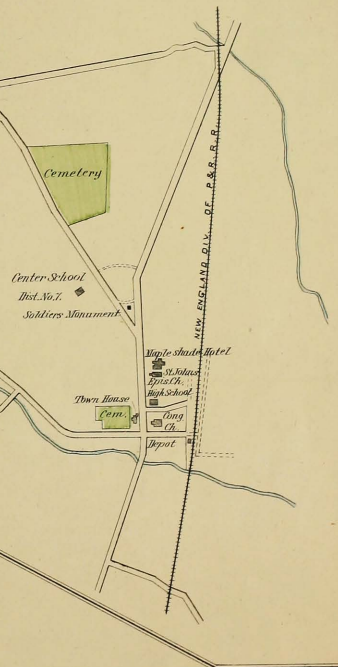 NEW ENGLAND DIV. OF P. & R. R. R.
Cemetery
Center School
Dist. No. 7.
Soldiers Monument
Maple shade Hotel
St Johns
Epis. Ch.
High School
Town House
Cem.
Cong
Ch.
Depot